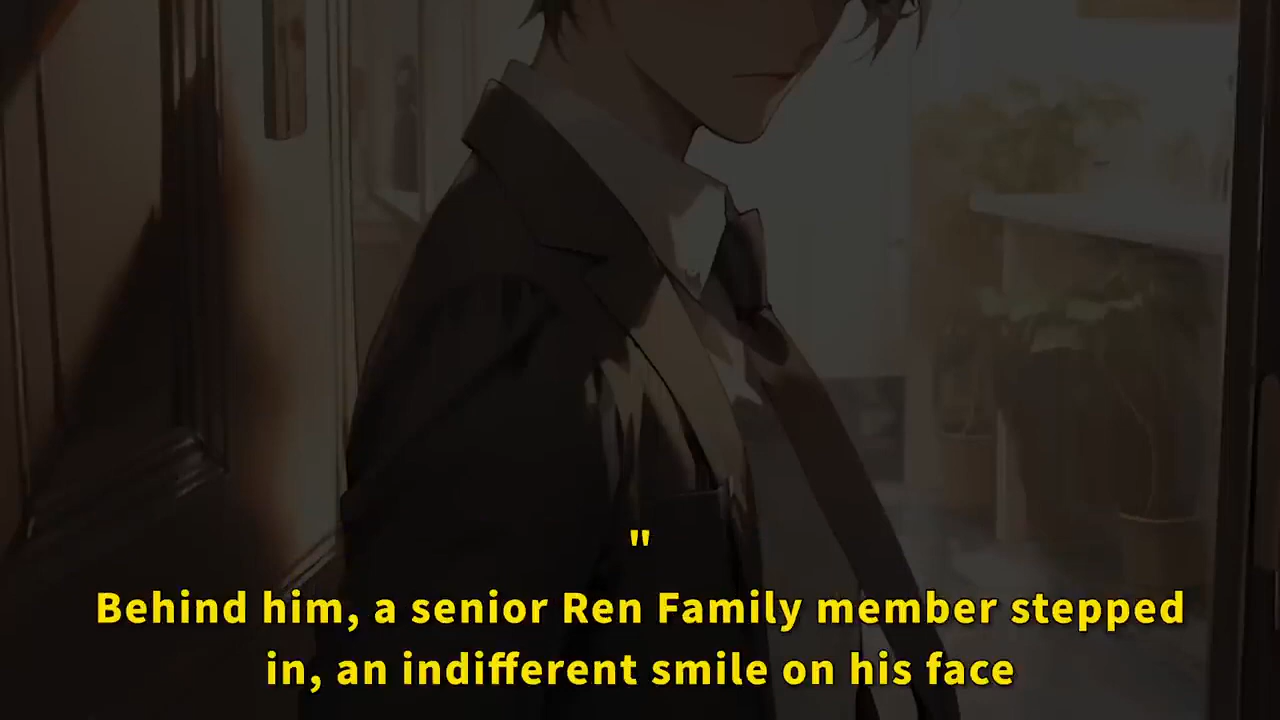 "
Behind him, a senior Ren Family member stepped
in, an indifferent smile on his face